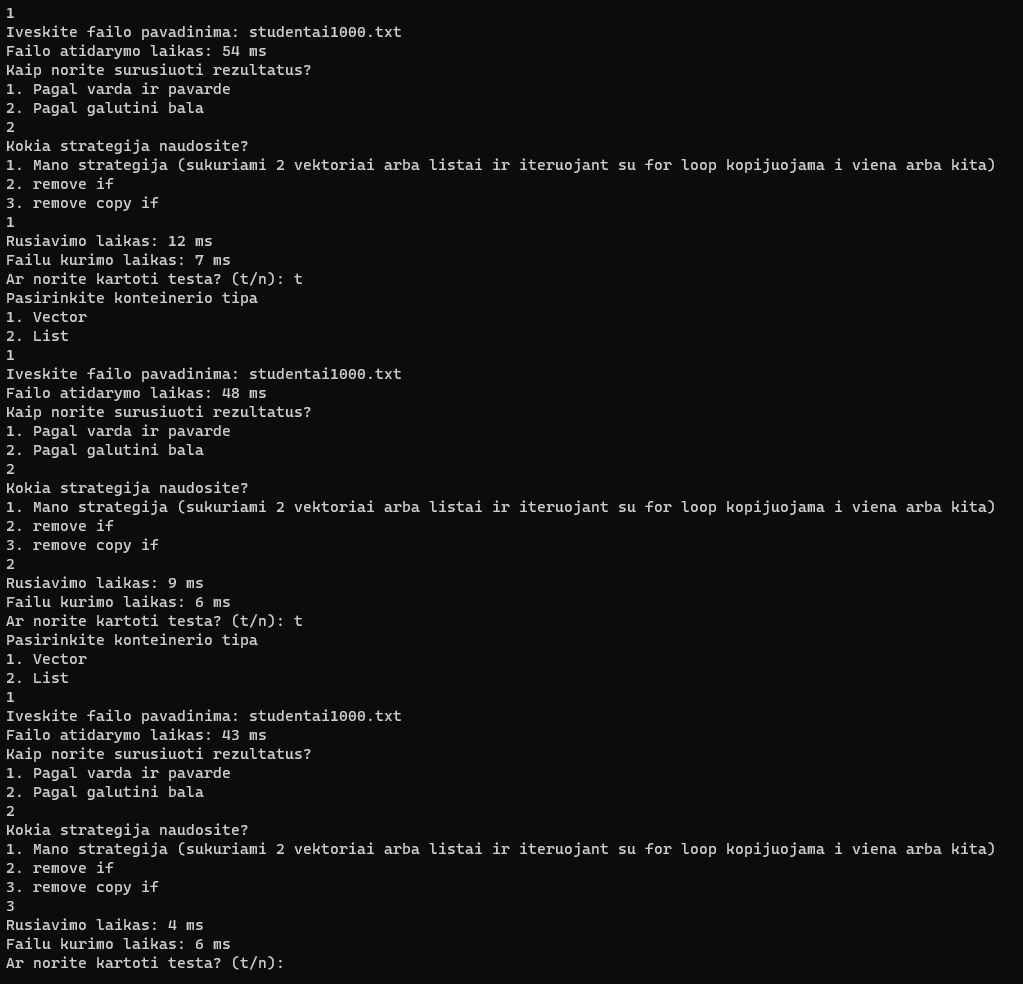 1
Iveskite failo pavadinima: studentai1000.txt
Failo atidarymo laikas: 54 ms
Kaip norite surusiuoti rezultatus?
1. Pagal varda ir pavarde
2. Pagal galutini bala
2
Kokia strategija naudosite?
1. Mano strategija (sukuriami 2 vektoriai arba listai ir iteruojant su for loop kopijuojama i viena arba kita)
2. remove if
3. remove copy if
1
Rusiavimo laikas: 12 ms
Failu kurimo laikas: 7 ms
Ar norite kartoti testa? (t/n): t
Pasirinkite konteinerio tipa
1. Vector
2. List
1
Iveskite failo pavadinima: studentai1000.txt
Failo atidarymo laikas: 48 ms
Kaip norite surusiuoti rezultatus?
1. Pagal varda ir pavarde
2. Pagal galutini bala
2
Kokia strategija naudosite?
1. Mano strategija (sukuriami 2 vektoriai arba listai ir iteruojant su for loop kopijuojama i viena arba kita)
2. remove if
3. remove copy if
2
Rusiavimo laikas: 9 ms
Failu kurimo laikas: 6 ms
Ar norite kartoti testa? (t/n): t
Pasirinkite konteinerio tipa
1. Vector
2. List
1
Iveskite failo pavadinima: studentai1000.txt
Failo atidarymo laikas: 43 ms
Kaip norite surusiuoti rezultatus?
1. Pagal varda ir pavarde
2. Pagal galutini bala
2
Kokia strategija naudosite?
1. Mano strategija (sukuriami 2 vektoriai arba listai ir iteruojant su for loop kopijuojama i viena arba kita)
2. remove if
3. remove copy if
3
Rusiavimo laikas: 4 ms
Failu kurimo laikas: 6 ms
Ar norite kartoti testa? (t/n):